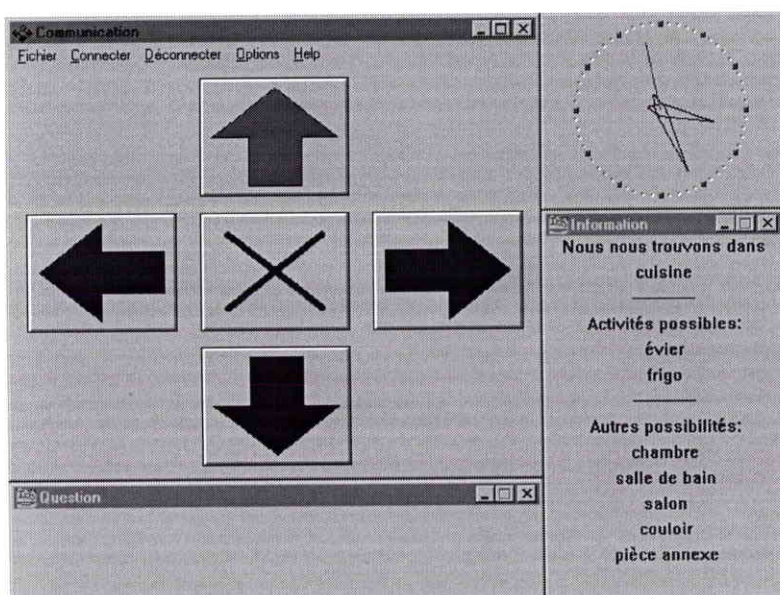 Communication
Fichier Connecter Déconnecter Options Help
Information
Nous nous trouvons dans
cuisine
Activités possibles:
évier
frigo
Autres possibilités:
chambre
salle de bain
salon
couloir
pièce annexe
Question